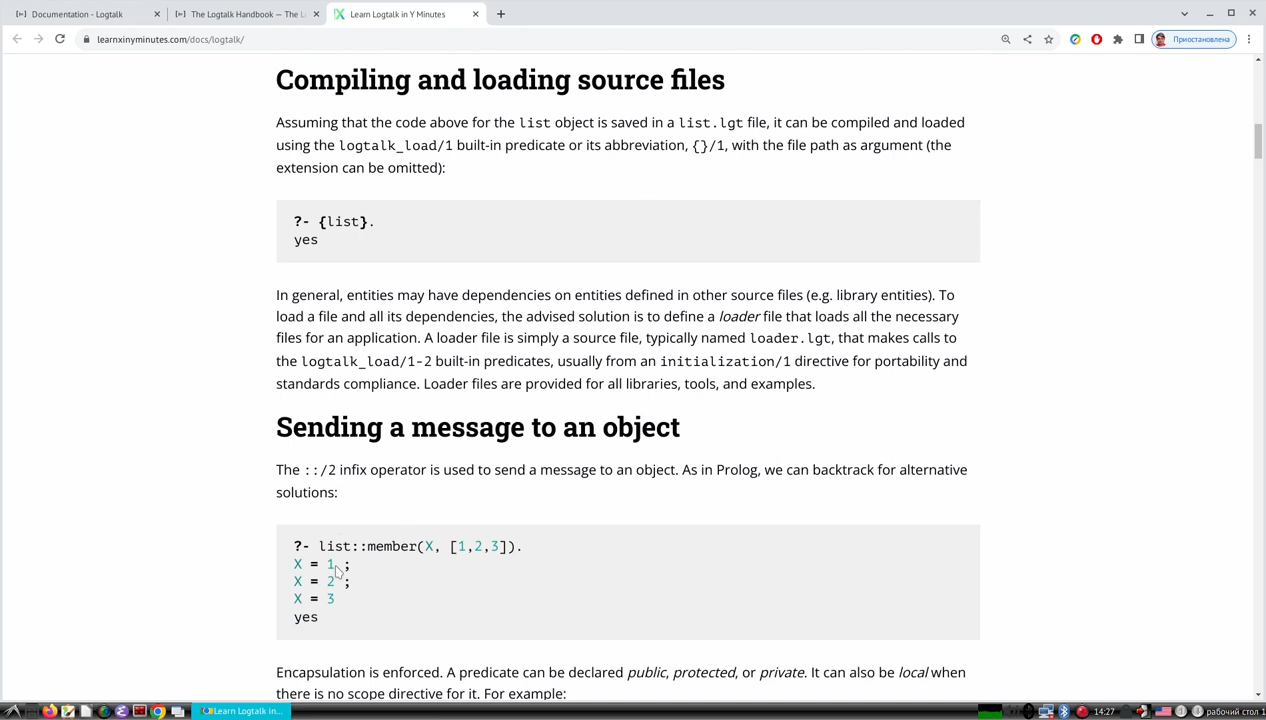 Documentation - Logtalk
The Logtalk Handbook — The L
Learn Logtalk in Y Minutes
learnxinyminutes.com/docs/logtalk/
Приостановлена
Compiling and loading source files
Assuming that the code above for the list object is saved in a list.lgt file, it can be compiled and loaded
using the logtalk_load/1 built-in predicate or its abbreviation, {}/1, with the file path as argument (the
extension can be omitted):
?- {list}.
yes
In general, entities may have dependencies on entities defined in other source files (e.g. library entities). To
load a file and all its dependencies, the advised solution is to define a loader file that loads all the necessary
files for an application. A loader file is simply a source file, typically named loader.lgt, that makes calls to
the logtalk_load/1-2 built-in predicates, usually from an initialization/1 directive for portability and
standards compliance. Loader files are provided for all libraries, tools, and examples.
Sending a message to an object
The ::/2 infix operator is used to send a message to an object. As in Prolog, we can backtrack for alternative
solutions:
?- list::member(X, [1,2,3]).
X = 1 ;
X = 2 ;
X = 3
yes
Encapsulation is enforced. A predicate can be declared public, protected, or private. It can also be local when
there is no scope directive for it. For example:
Learn Logtalk in...
14:27
рабочий стол 1